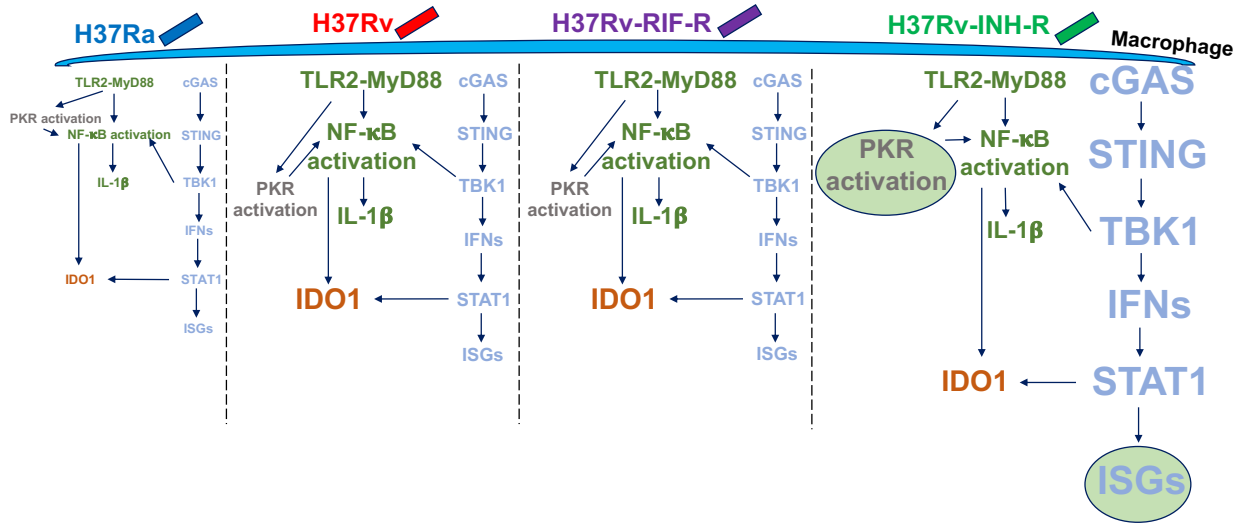 H37Ra
H37Rv
H37Rv-RIF-R
H37Rv-INH-R
Macrophage
TLR2-MyD88
cGAS
PKR activation
NF-κB activation
STING
IL-1β
TBK1
IFNs
IDO1
STAT1
ISGs
TLR2-MyD88
cGAS
NF-κB
activation
STING
PKR
activation
TBK1
IL-1β
IFNs
IDO1
STAT1
ISGs
TLR2-MyD88
cGAS
NF-κB
activation
STING
PKR
activation
TBK1
IL-1β
IFNs
IDO1
STAT1
ISGs
TLR2-MyD88
cGAS
PKR
activation
NF-κB
activation
STING
IL-1β
TBK1
IFNs
IDO1
STAT1
ISGs